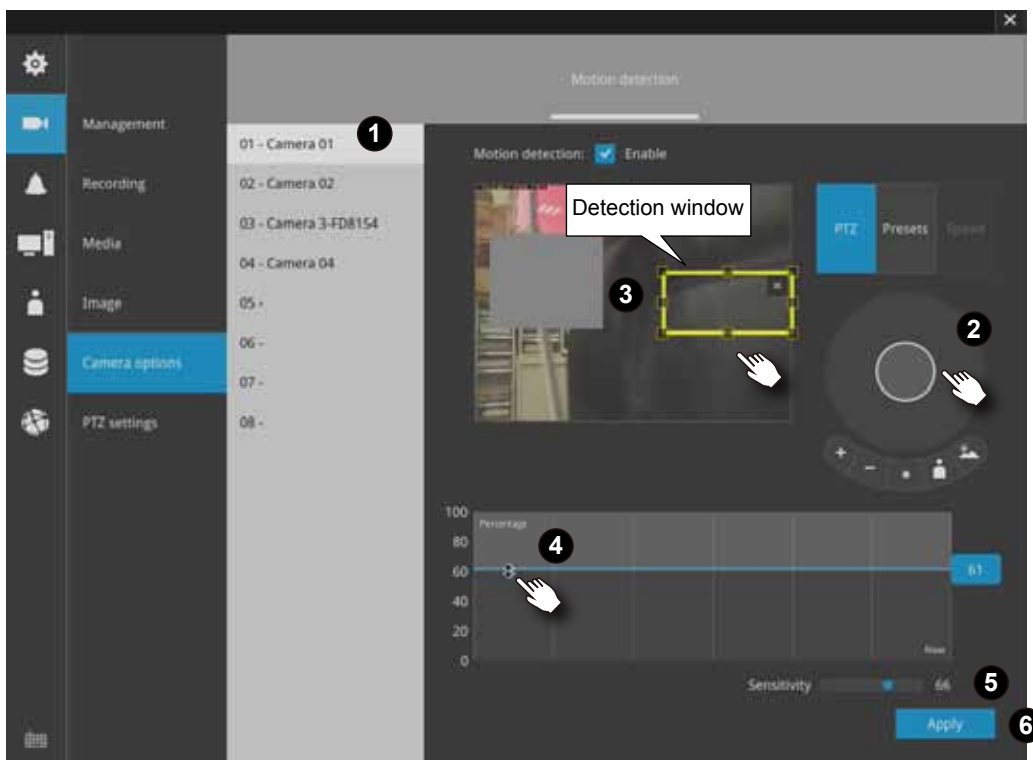 Motion detection
Management
Recording
Media
Image
Camera options
PTZ settings
01 - Camera 01
02 - Camera 02
03 - Camera 3-FD8154
04 - Camera 04
05 -
06 -
07 -
08 -
1
Motion detection: Enable
Detection window
3
PTZ Presets Speed
2
+ -
100
80
60
40
20
0
Percentage
4
61
Now
Sensitivity 66 5
Apply 6